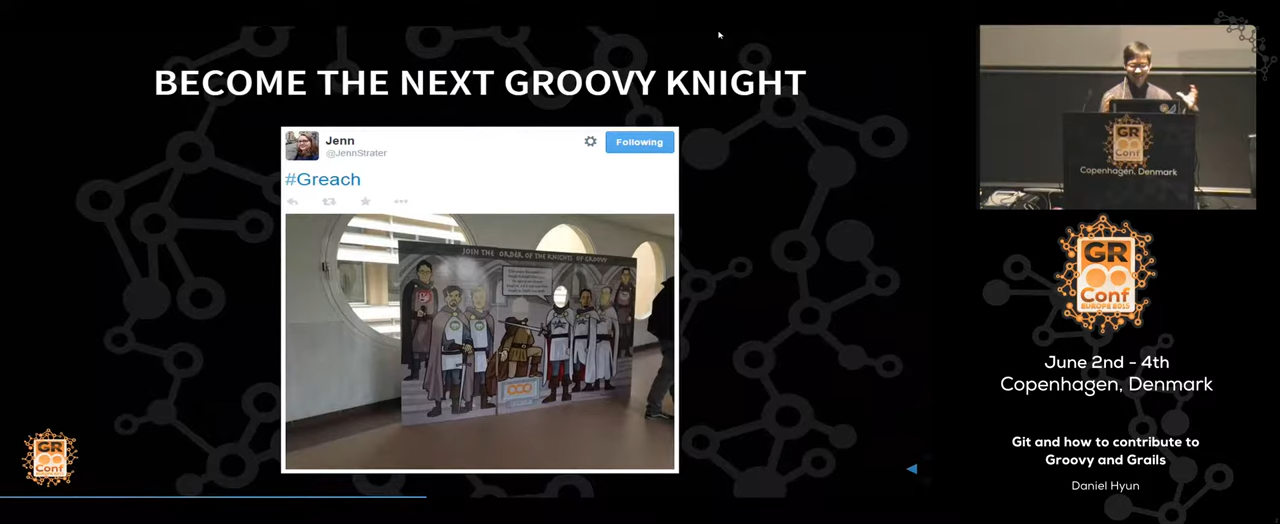 BECOME THE NEXT GROOVY KNIGHT
Jenn
@JennStrater
Following
#Greach
JOIN THE ORDER OF THE KNIGHTS OF GROOVY
GR
Conf
GR
Conf
Copenhagen, Denmark
GR
Conf
EUROPE 2015
June 2nd - 4th
Copenhagen, Denmark
Git and how to contribute to
Groovy and Grails
Daniel Hyun